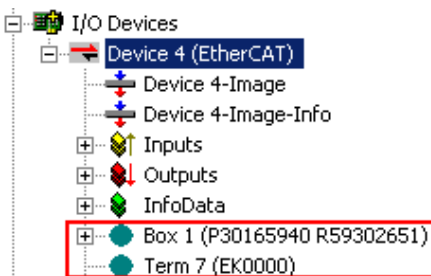 I/O Devices
Device 4 (EtherCAT)
Device 4-Image
Device 4-Image-Info
Inputs
Outputs
InfoData
Box 1 (P30165940 R59302651)
Term 7 (EK0000)